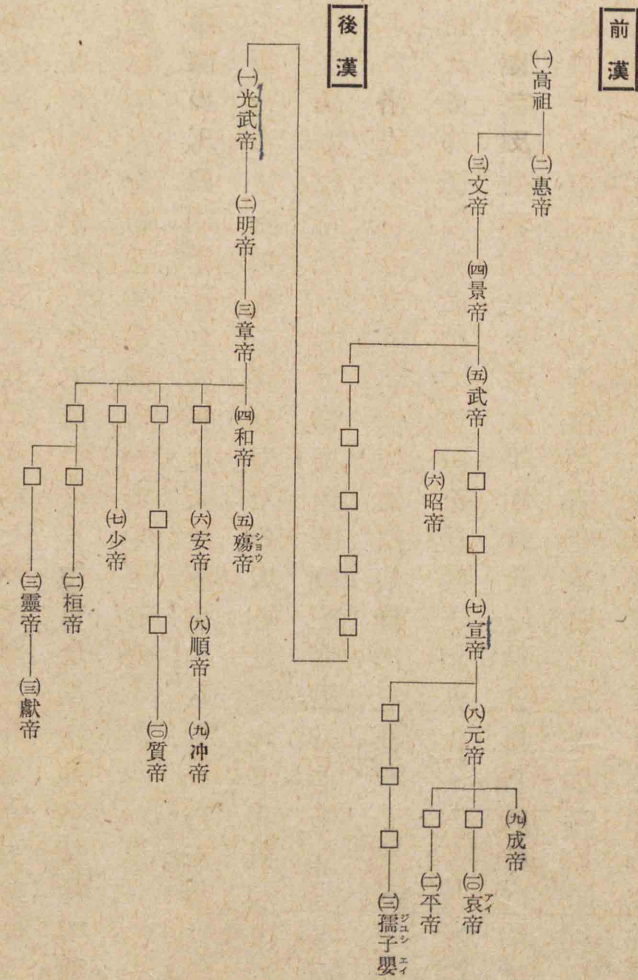 前漢
㈠高祖
㈡惠帝
㈢文帝
㈣景帝
㈤武帝
㈥昭帝
㈦宣帝
㈧元帝
㈨成帝
㈩哀帝
アイ
(二)平帝
(三)孺子嬰
ジユシ エイ
後漢
㈠光武帝
㈡明帝
㈢章帝
㈣和帝
㈤殤帝
シヨウ
㈥安帝
㈧順帝
㈨冲帝
㈩質帝
㈦少帝
(二)桓帝
(三)靈帝
(三)獻帝